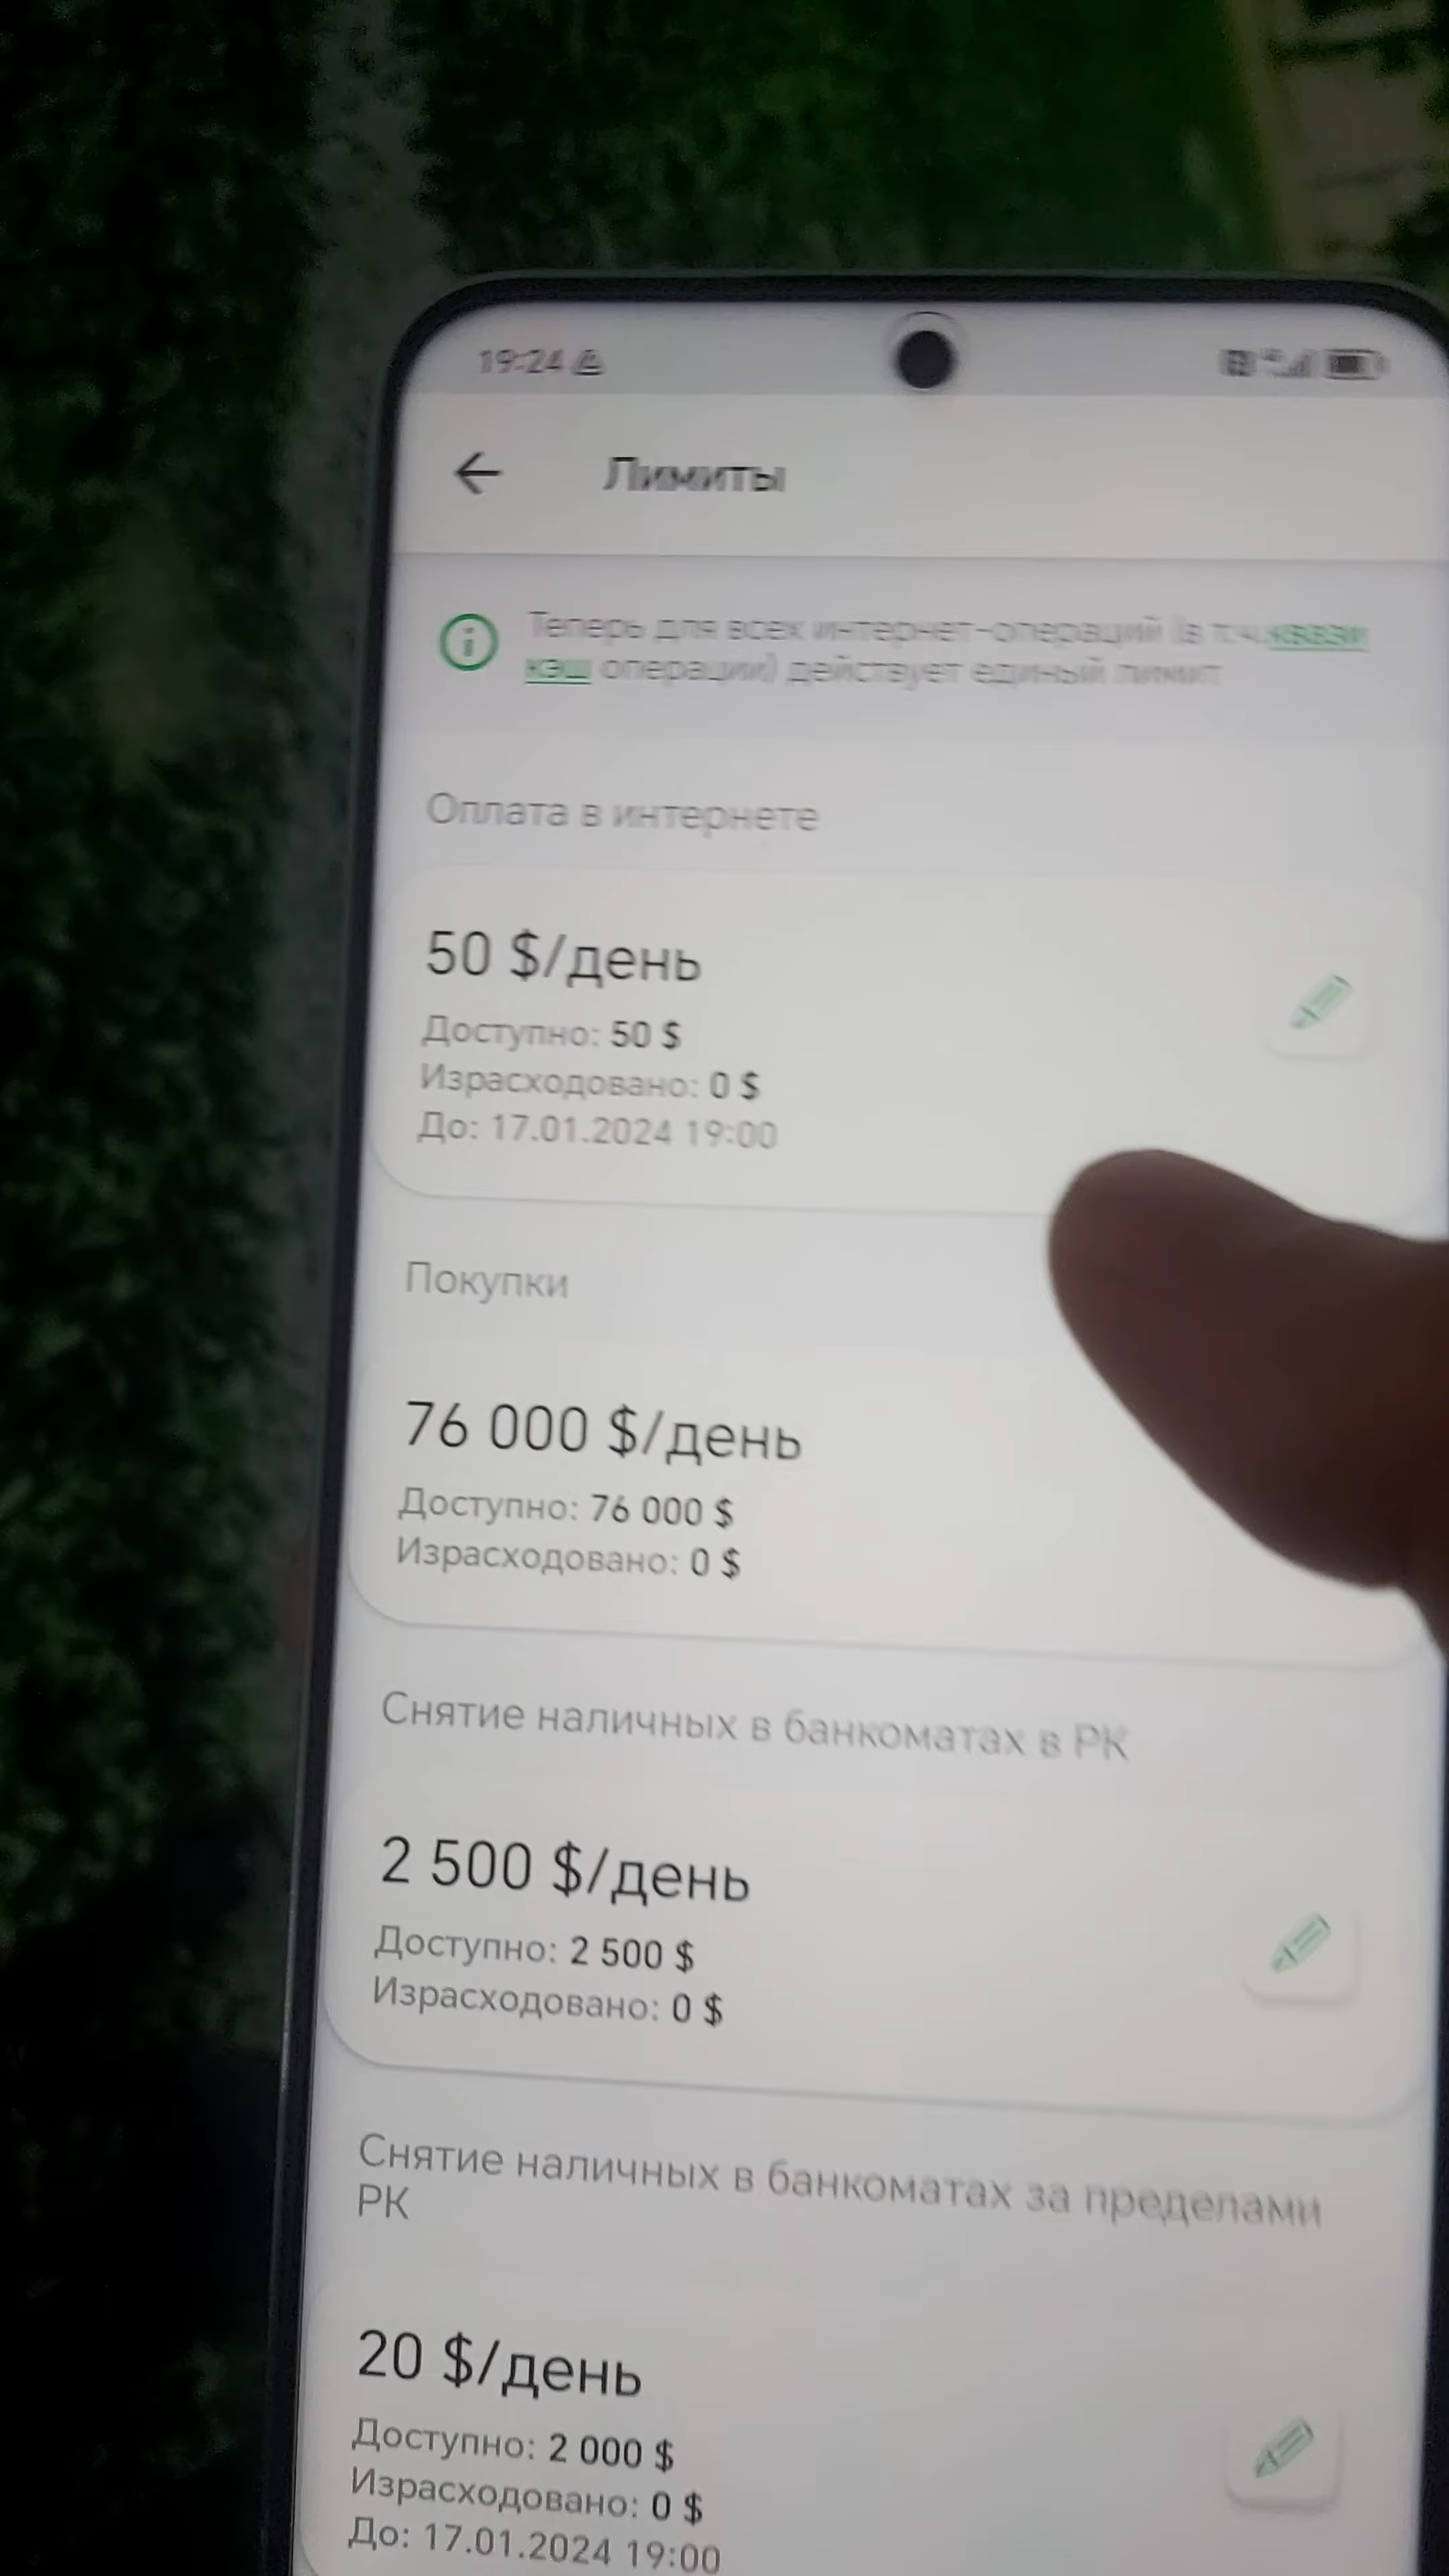 19:24
Лимиты
Теперь для всех интернет-операций (в т.ч. квази
кэш операции) действует единый лимит
Оплата в интернете
50 $/день
Доступно: 50 $
Израсходовано: 0 $
До: 17.01.2024 19:00
Покупки
76 000 $/день
Доступно: 76 000 $
Израсходовано: 0 $
Снятие наличных в банкоматах в РК
2 500 $/день
Доступно: 2 500 $
Израсходовано: 0 $
Снятие наличных в банкоматах за пределами
РК
20 $/день
Доступно: 2 000 $
Израсходовано: 0 $
До: 17.01.2024 19:00